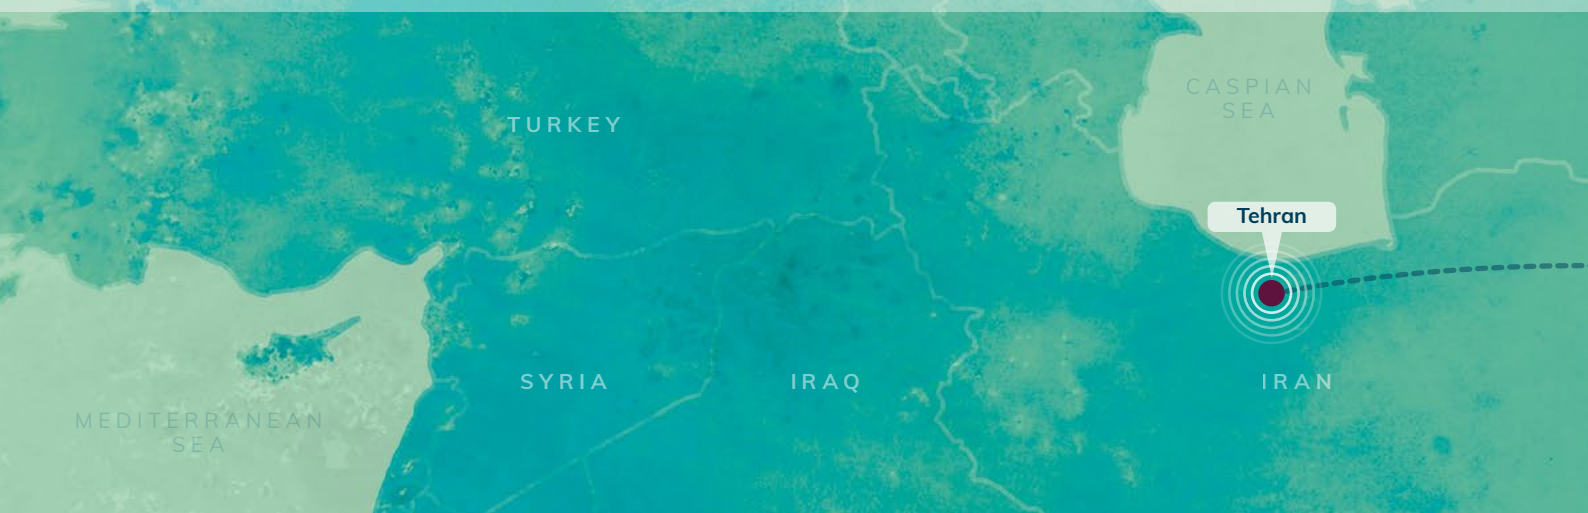 CASPIAN
SEA
TURKEY
Tehran
SYRIA
IRAQ
IRAN
MEDITERRANEAN
SEA